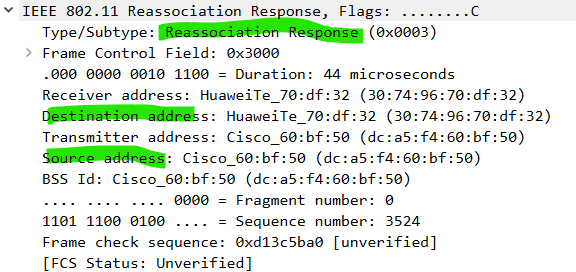 IEEE 802.11 Reassociation Response, Flags: ........C
Type/Subtype: Reassociation Response (0x0003)
Frame Control Field: 0x3000
.000 0000 0010 1100 = Duration: 44 microseconds
Receiver address: HuaweiTe_70:df:32 (30:74:96:70:df:32)
Destination address: HuaweiTe_70:df:32 (30:74:96:70:df:32)
Transmitter address: Cisco_60:bf:50 (dc:a5:f4:60:bf:50)
Source address: Cisco_60:bf:50 (dc:a5:f4:60:bf:50)
BSS Id: Cisco_60:bf:50 (dc:a5:f4:60:bf:50)
.... .... .... 0000 = Fragment number: 0
1101 1100 0100 .... = Sequence number: 3524
Frame check sequence: 0xd13c5ba0 [unverified]
[FCS Status: Unverified]